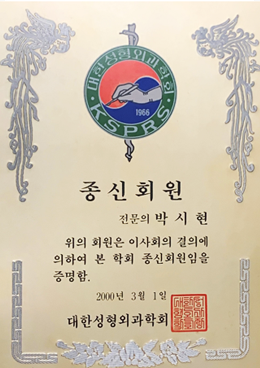 대한성형외과학회
1966
KSPRS
종신회원
전문의 박시현
위의 회원은 이사회의 결의에
의하여 본 학회 종신회원임을
증명함.
2000년 3월 1일
대한성형외과학회